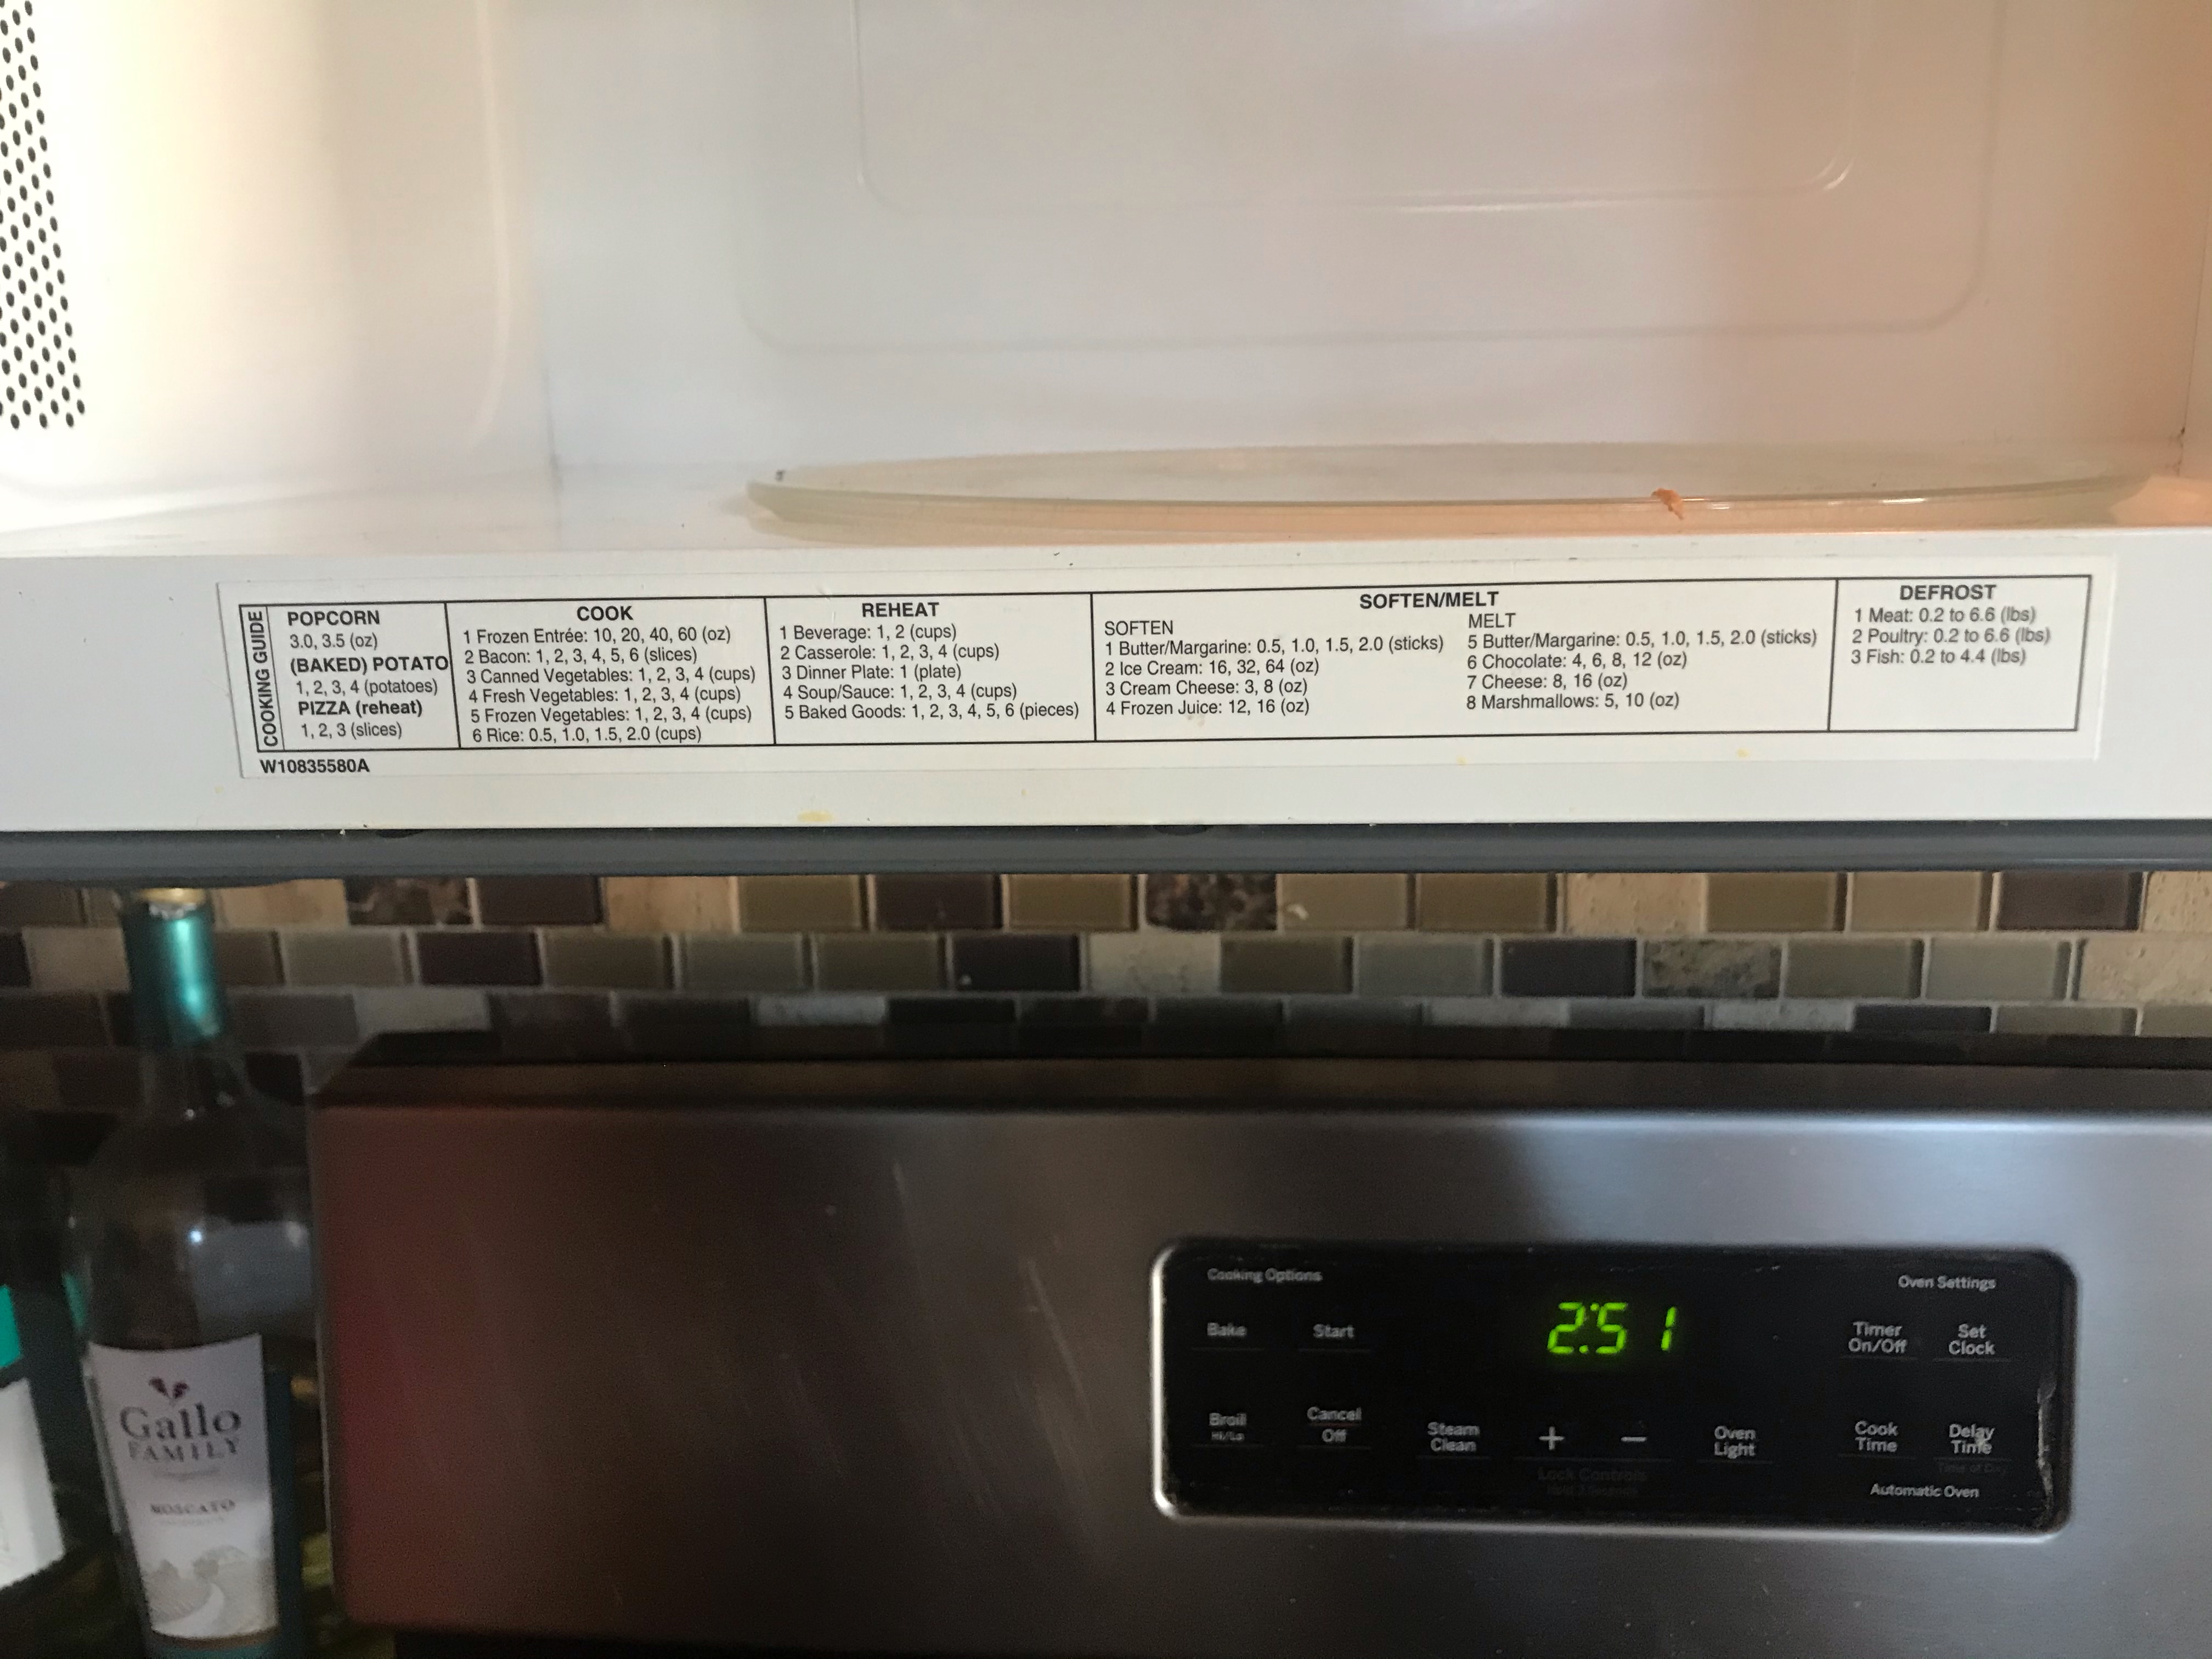 COOKING GUIDE
POPCORN
3.0, 3.5 (oz)
(BAKED) POTATO
1, 2, 3, 4 (potatoes)
PIZZA (reheat)
1, 2, 3 (slices)
COOK
1 Frozen Entrée: 10, 20, 40, 60 (oz)
2 Bacon: 1, 2, 3, 4, 5, 6 (slices)
3 Canned Vegetables: 1, 2, 3, 4 (cups)
4 Fresh Vegetables: 1, 2, 3, 4 (cups)
5 Frozen Vegetables: 1, 2, 3, 4 (cups)
6 Rice: 0.5, 1.0, 1.5, 2.0 (cups)
REHEAT
1 Beverage: 1, 2 (cups)
2 Casserole: 1, 2, 3, 4 (cups)
3 Dinner Plate: 1 (plate)
4 Soup/Sauce: 1, 2, 3, 4 (cups)
5 Baked Goods: 1, 2, 3, 4, 5, 6 (pieces)
SOFTEN/MELT
SOFTEN
1 Butter/Margarine: 0.5, 1.0, 1.5, 2.0 (sticks)
2 Ice Cream: 16, 32, 64 (oz)
3 Cream Cheese: 3, 8 (oz)
4 Frozen Juice: 12, 16 (oz)
MELT
5 Butter/Margarine: 0.5, 1.0, 1.5, 2.0 (sticks)
6 Chocolate: 4, 6, 8, 12 (oz)
7 Cheese: 8, 16 (oz)
8 Marshmallows: 5, 10 (oz)
DEFROST
1 Meat: 0.2 to 6.6 (lbs)
2 Poultry: 0.2 to 6.6 (lbs)
3 Fish: 0.2 to 4.4 (lbs)
W10835580A
Cooking Options
Bake
Start
Broil
Hi/Lo
Cancel
Off
Steam
Clean
2:51
+
−
Lock Controls
Oven
Light
Oven Settings
Timer
On/Off
Set
Clock
Cook
Time
Delay
Time
Time of Day
Automatic Oven
Gallo
FAMILY
MOSCATO